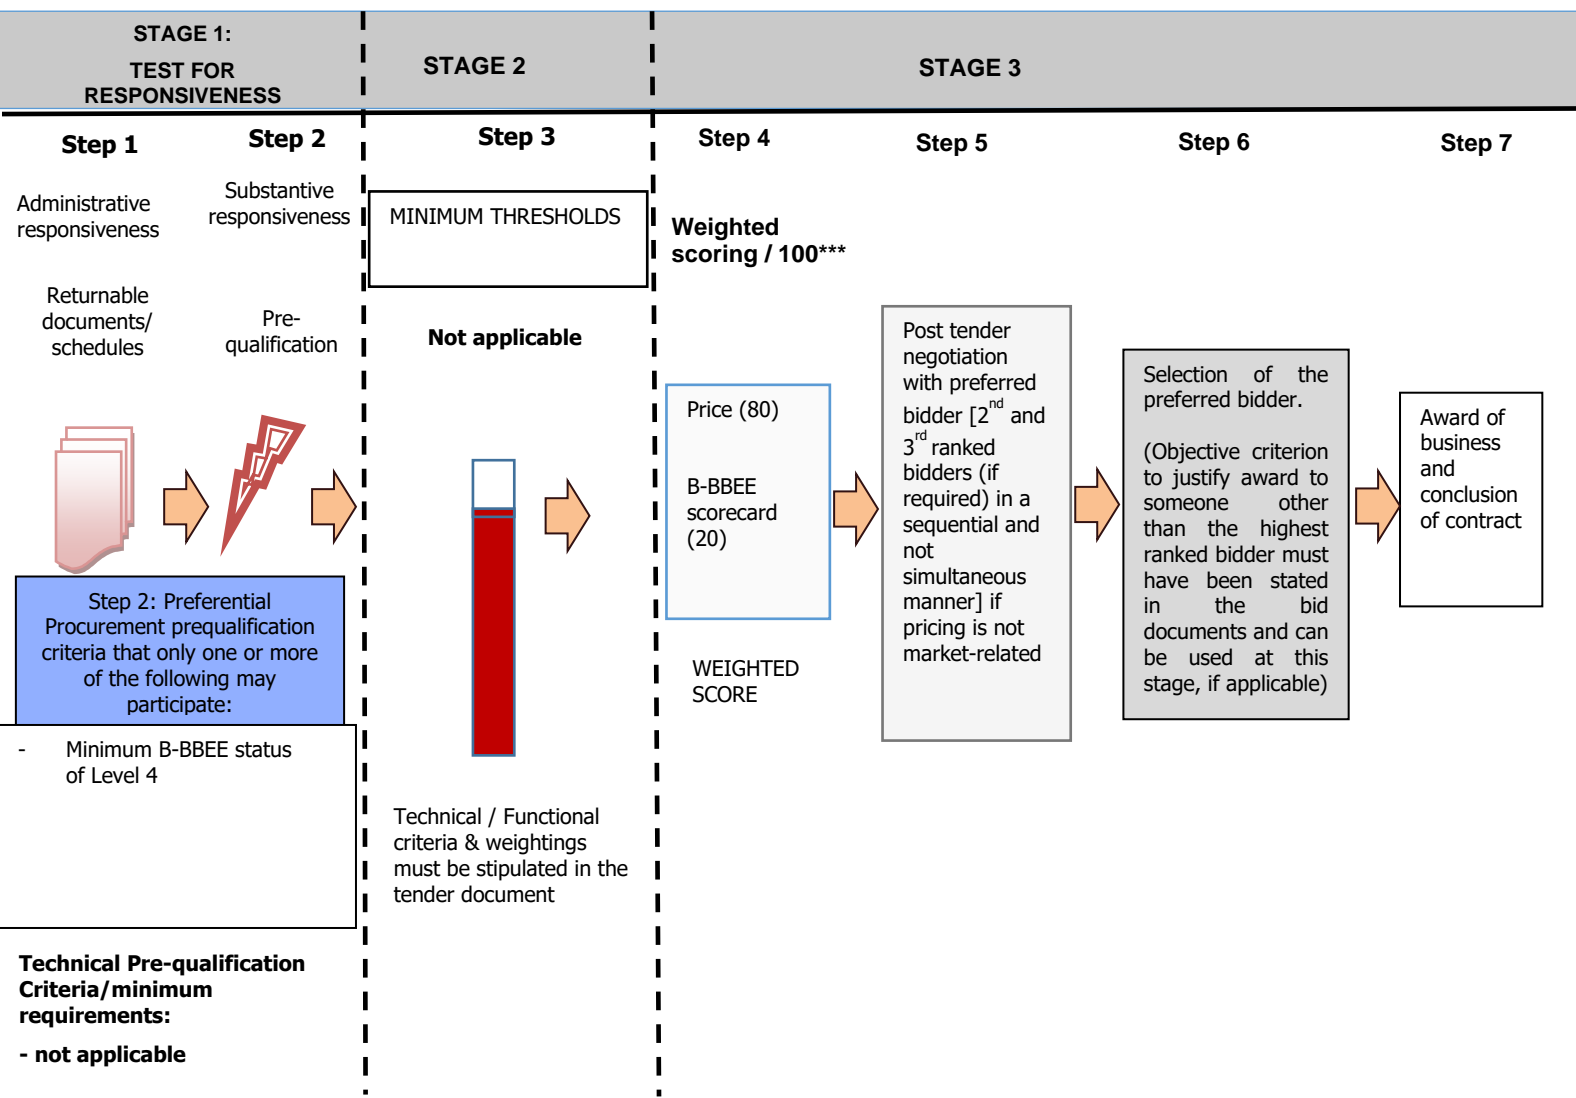 STAGE 1:
TEST FOR
RESPONSIVENESS
STAGE 2
STAGE 3
Step 1
Step 2
Step 3
Step 4
Step 5
Step 6
Step 7
Administrative
responsiveness
Returnable
documents/
schedules
Substantive
responsiveness
Pre-
qualification
Step 2: Preferential
Procurement prequalification
criteria that only one or more
of the following may
participate:
- Minimum B-BBEE status
of Level 4
Technical Pre-qualification
Criteria/minimum
requirements:
- not applicable
MINIMUM THRESHOLDS
Not applicable
Technical / Functional
criteria & weightings
must be stipulated in the
tender document
Weighted
scoring / 100***
Price (80)
B-BBEE
scorecard
(20)
WEIGHTED
SCORE
Post tender
negotiation
with preferred
bidder [2nd and
3rd ranked
bidders (if
required) in a
sequential and
not
simultaneous
manner] if
pricing is not
market-related
Selection of the
preferred bidder.
(Objective criterion
to justify award to
someone other
than the highest
ranked bidder must
have been stated
in the bid
documents and can
be used at this
stage, if applicable)
Award of
business
and
conclusion
of contract